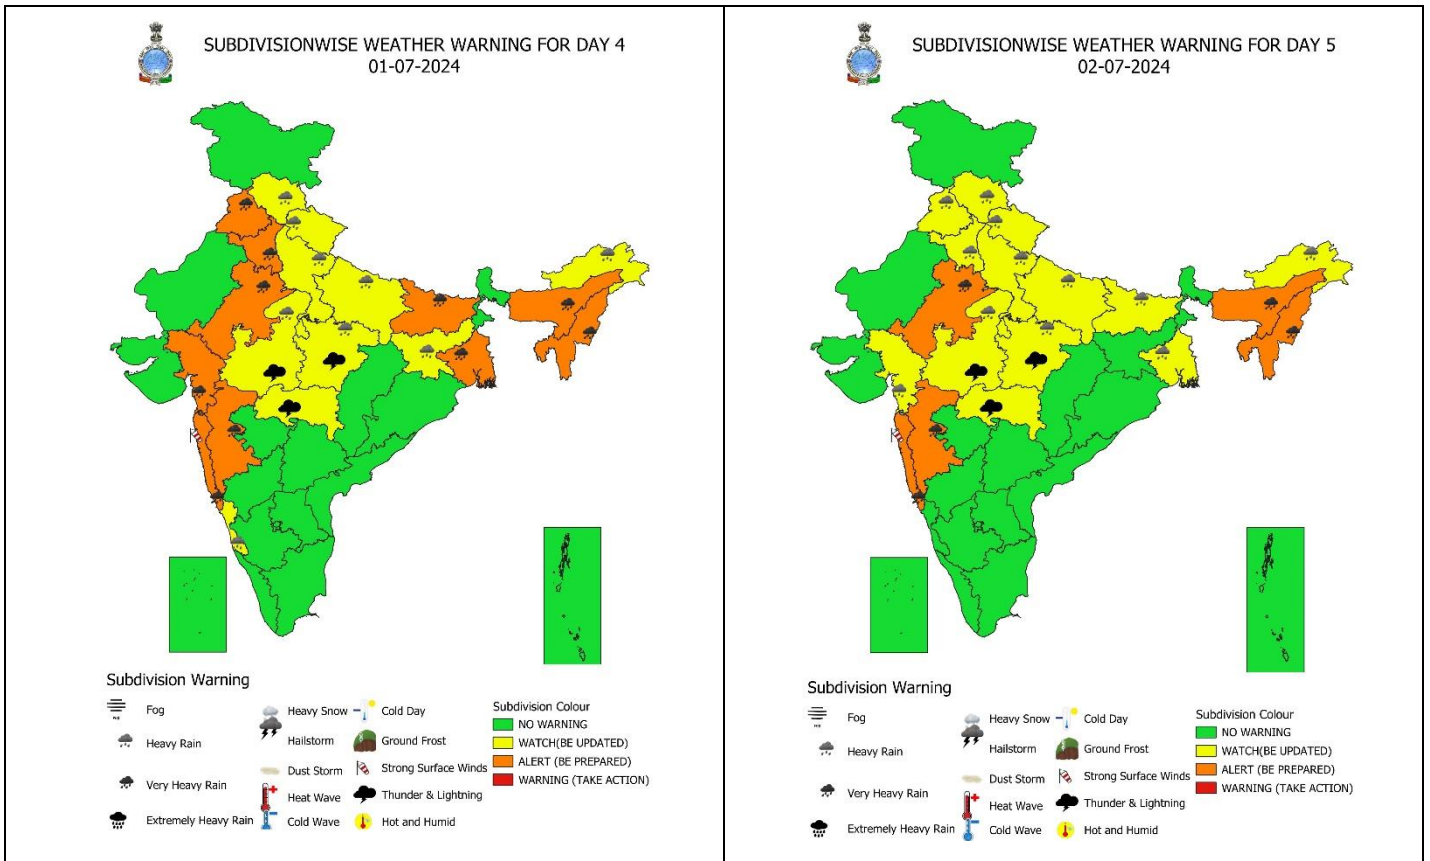 SUBDIVISIONWISE WEATHER WARNING FOR DAY 4
01-07-2024
Subdivision Warning
Fog
Heavy Rain
Very Heavy Rain
Extremely Heavy Rain
Heavy Snow
Hailstorm
Dust Storm
Heat Wave
Cold Wave
Cold Day
Ground Frost
Strong Surface Winds
Thunder & Lightning
Hot and Humid
Subdivision Colour
NO WARNING
WATCH(BE UPDATED)
ALERT (BE PREPARED)
WARNING (TAKE ACTION)
SUBDIVISIONWISE WEATHER WARNING FOR DAY 5
02-07-2024
Subdivision Warning
Fog
Heavy Rain
Very Heavy Rain
Extremely Heavy Rain
Heavy Snow
Hailstorm
Dust Storm
Heat Wave
Cold Wave
Cold Day
Ground Frost
Strong Surface Winds
Thunder & Lightning
Hot and Humid
Subdivision Colour
NO WARNING
WATCH(BE UPDATED)
ALERT (BE PREPARED)
WARNING (TAKE ACTION)